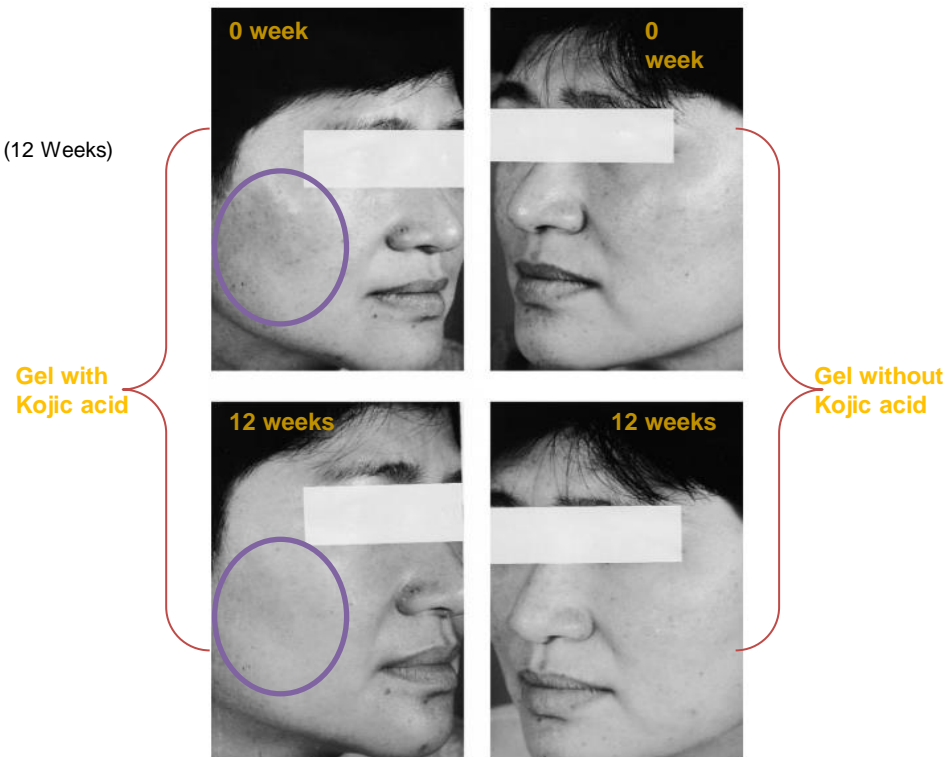 0 week
0
week
(12 Weeks)
Gel with
Kojic acid
Gel without
Kojic acid
12 weeks
12 weeks